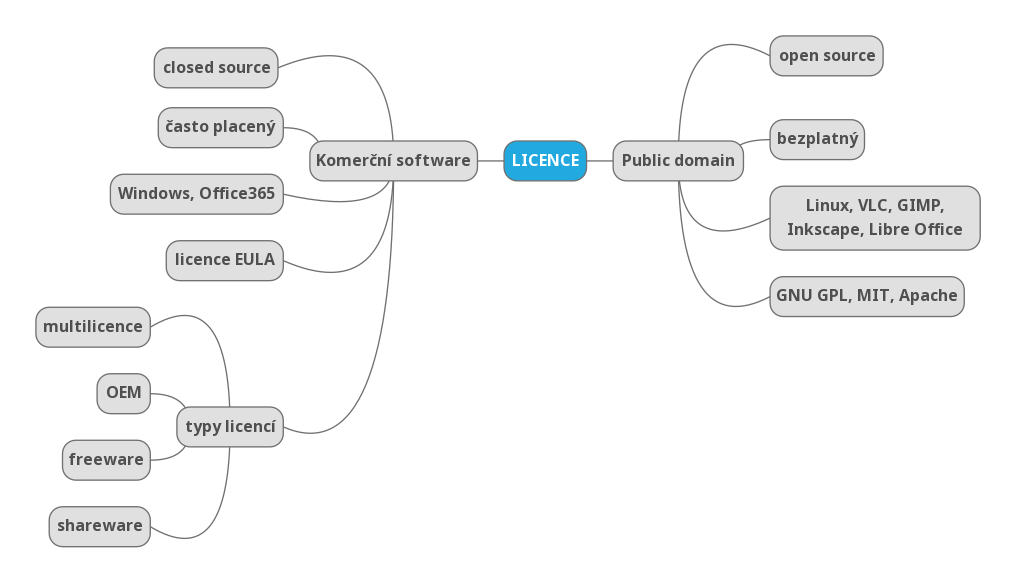 LICENCE
Komerční software
closed source
často placený
Windows, Office365
licence EULA
typy licencí
multilicence
OEM
freeware
shareware
Public domain
open source
bezplatný
Linux, VLC, GIMP,
Inkscape, Libre Office
GNU GPL, MIT, Apache